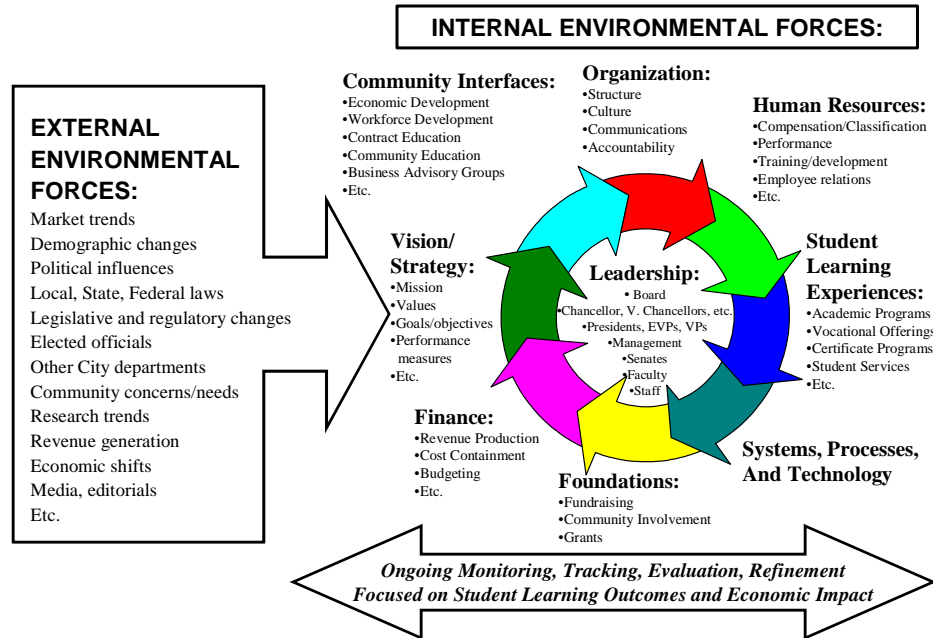 INTERNAL ENVIRONMENTAL FORCES:
EXTERNAL
ENVIRONMENTAL
FORCES:
Market trends
Demographic changes
Political influences
Local, State, Federal laws
Legislative and regulatory changes
Elected officials
Other City departments
Community concerns/needs
Research trends
Revenue generation
Economic shifts
Media, editorials
Etc.
Community Interfaces:
•Economic Development
•Workforce Development
•Contract Education
•Community Education
•Business Advisory Groups
•Etc.
Organization:
•Structure
•Culture
•Communications
•Accountability
Human Resources:
•Compensation/Classification
•Performance
•Training/development
•Employee relations
•Etc.
Vision/
Strategy:
•Mission
•Values
•Goals/objectives
•Performance
measures
•Etc.
Leadership:
•Board
•Chancellor, V. Chancellors, etc.
•Presidents, EVPs, VPs
•Management
•Senates
•Faculty
•Staff
Student
Learning
Experiences:
•Academic Programs
•Vocational Offerings
•Certificate Programs
•Student Services
•Etc.
Finance:
•Revenue Production
•Cost Containment
•Budgeting
•Etc.
Foundations:
•Fundraising
•Community Involvement
•Grants
Systems, Processes,
And Technology
Ongoing Monitoring, Tracking, Evaluation, Refinement
Focused on Student Learning Outcomes and Economic Impact